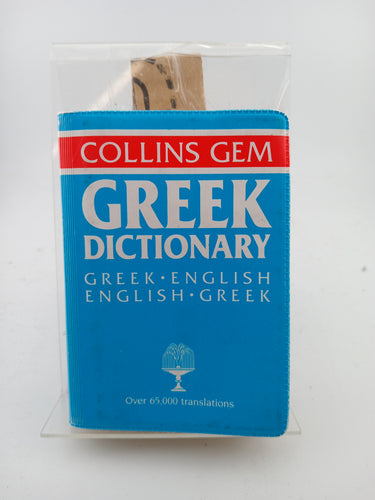 COLLINS GEM
GREEK
DICTIONARY
GREEK・ENGLISH
ENGLISH・GREEK
Over 65,000 translations